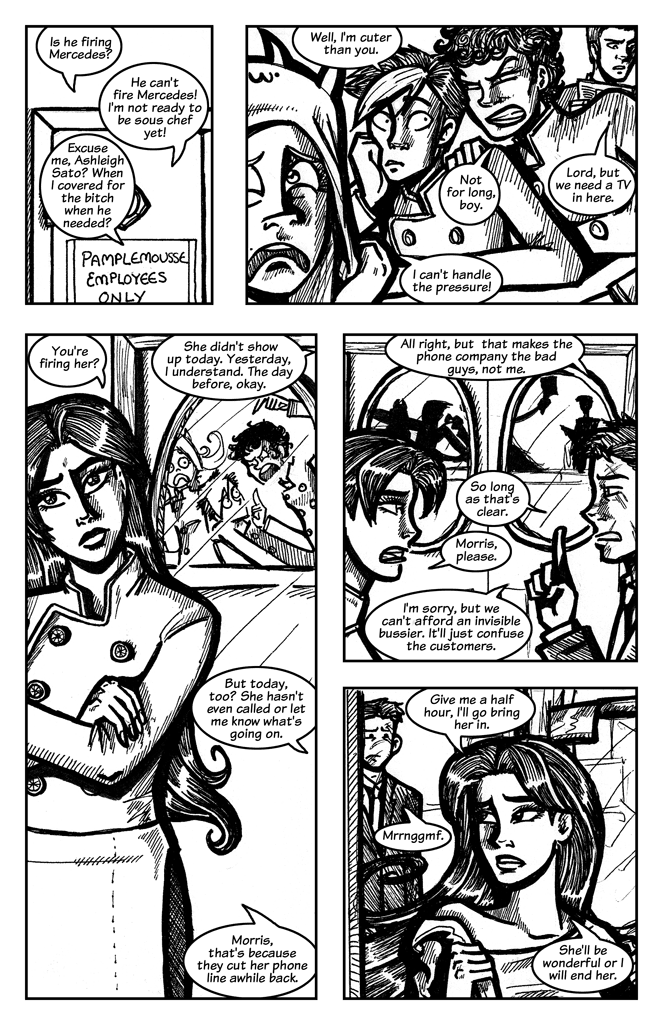 Is he firing
Mercedes?
He can't
fire Mercedes!
I'm not ready to
be sous chef
yet!
Excuse
me, Ashleigh
Sato? When
I covered for
the bitch
when he
needed?
PAMPLEMOUSSE
EMPLOYEES
ONLY
Well, I'm cuter
than you.
Not
for long,
boy.
Lord, but
we need a TV
in here.
I can't handle
the pressure!
You're
firing her?
She didn't show
up today. Yesterday,
I understand. The day
before, okay.
But today,
too? She hasn't
even called or let
me know what's
going on.
Morris,
that's because
they cut her phone
line awhile back.
All right, but that makes the
phone company the bad
guys, not me.
So long
as that's
clear.
Morris,
please.
I'm sorry, but we
can't afford an invisible
bussier. It'll just confuse
the customers.
Give me a half
hour, I'll go bring
her in.
Mrrnggmf.
She'll be
wonderful or I
will end her.